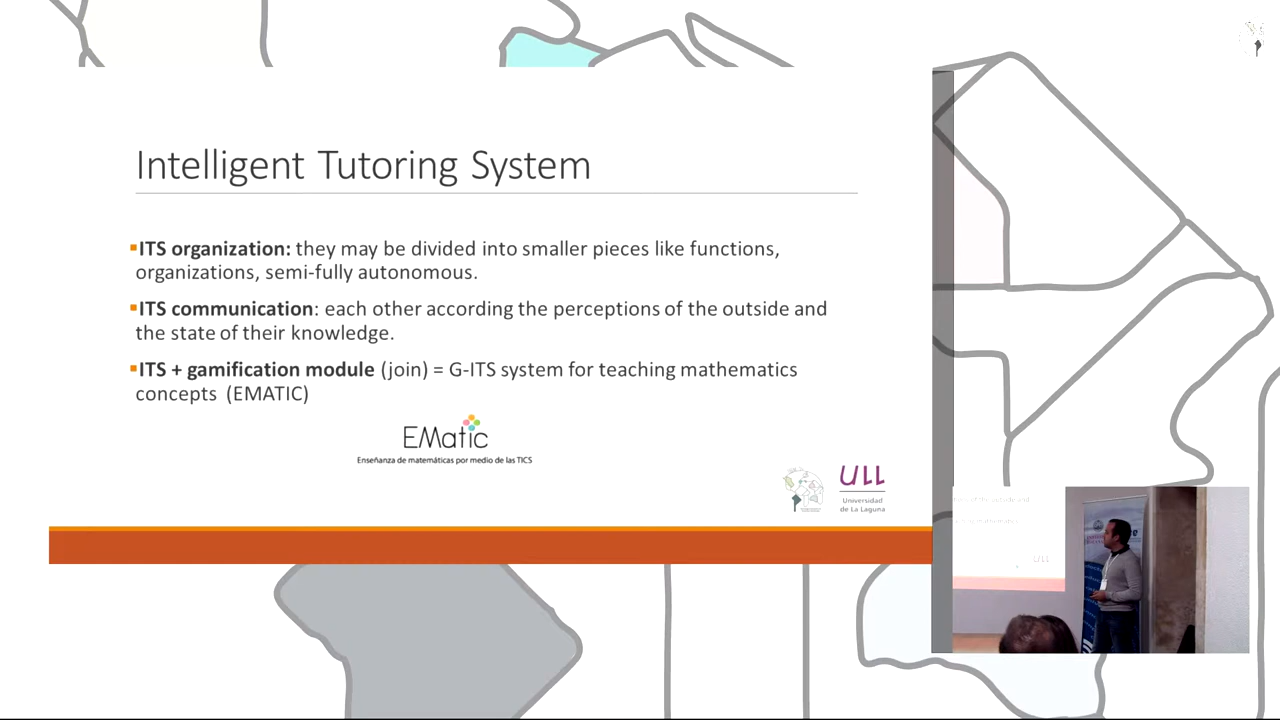 Intelligent Tutoring System
▪ITS organization: they may be divided into smaller pieces like functions,
organizations, semi-fully autonomous.
▪ITS communication: each other according the perceptions of the outside and
the state of their knowledge.
▪ITS + gamification module (join) = G-ITS system for teaching mathematics
concepts (EMATIC)
EMatic
Enseñanza de matemáticas por medio de las TICS
ULL
Universidad
de La Laguna
ULL